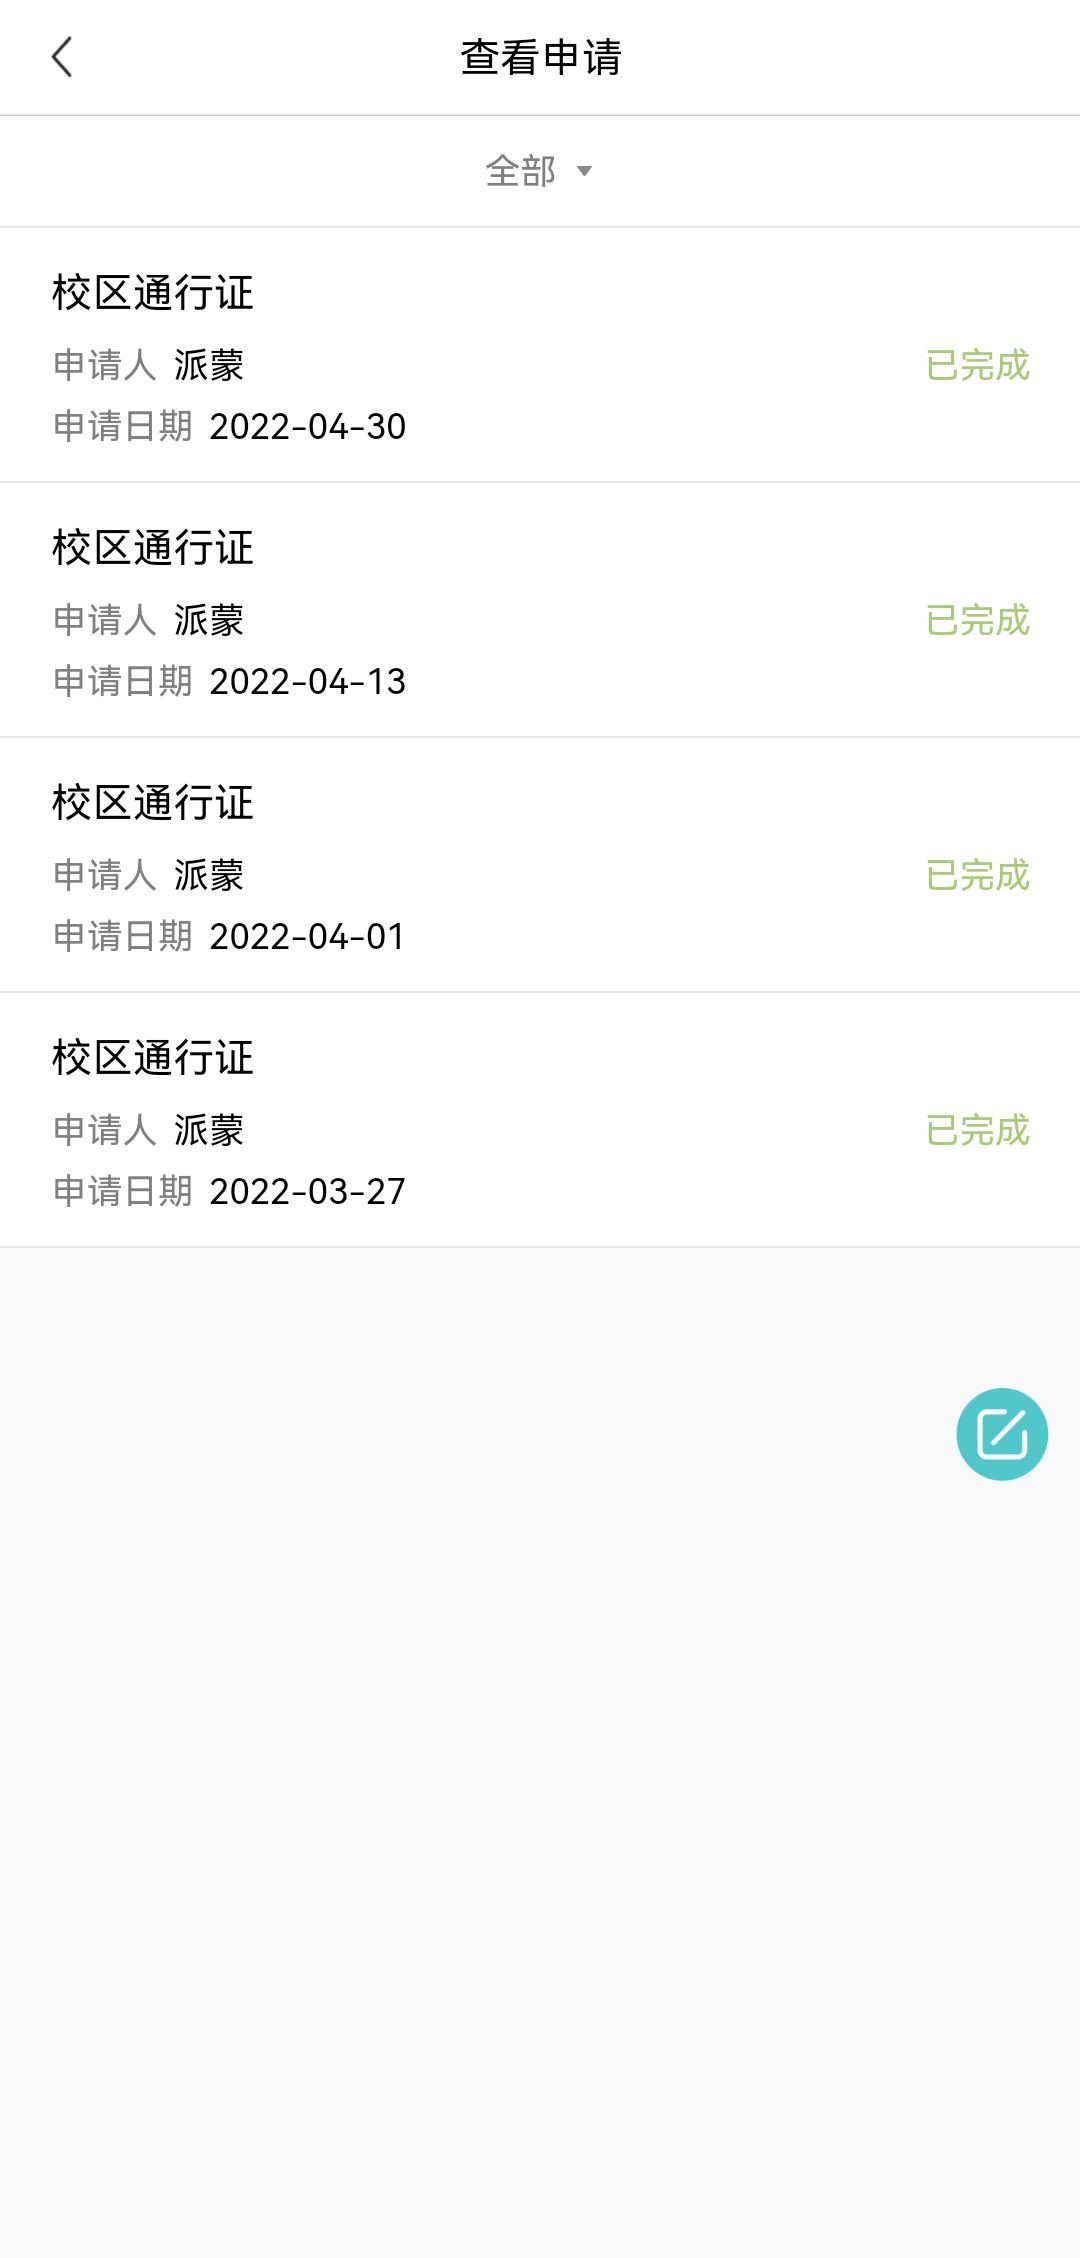 查看申请
全部
校区通行证
申请人 派蒙
已完成
申请日期 2022-04-30
校区通行证
申请人 派蒙
已完成
申请日期 2022-04-13
校区通行证
申请人 派蒙
已完成
申请日期 2022-04-01
校区通行证
申请人 派蒙
已完成
申请日期 2022-03-27